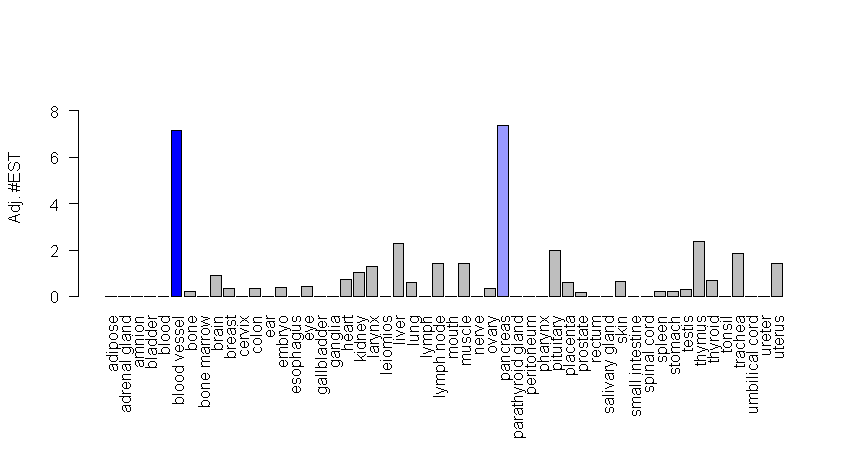 8
6
4
2
0
Adj. #EST
adipose
adrenal gland
amnion
bladder
blood
blood vessel
bone
bone marrow
brain
breast
cervix
colon
ear
embryo
esophagus
eye
gallbladder
ganglia
heart
kidney
larynx
leiomios
liver
lung
lymph
lymph node
mouth
muscle
nerve
ovary
pancreas
parathyroid gland
peritoneum
pharynx
pituitary
placenta
prostate
rectum
salivary gland
skin
small intestine
spinal cord
spleen
stomach
testis
thymus
thyroid
tonsil
trachea
umbilical cord
ureter
uterus